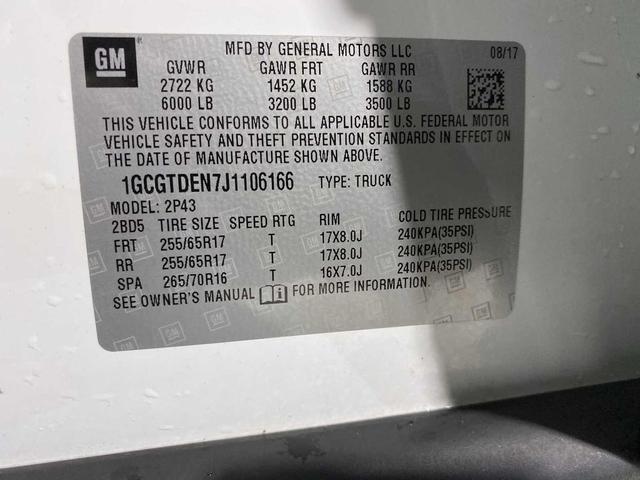 GM
MFD BY GENERAL MOTORS LLC 08/17
GVWR GAWR FRT GAWR RR
2722 KG 1452 KG 1588 KG
6000 LB 3200 LB 3500 LB
THIS VEHICLE CONFORMS TO ALL APPLICABLE U.S. FEDERAL MOTOR
VEHICLE SAFETY AND THEFT PREVENTION STANDARDS IN EFFECT ON
THE DATE OF MANUFACTURE SHOWN ABOVE.
1GCGTDEN7J1106166 TYPE: TRUCK
MODEL: 2P43
2BD5 TIRE SIZE SPEED RTG RIM COLD TIRE PRESSURE
FRT 255/65R17 T 17X8.0J 240KPA(35PSI)
RR 255/65R17 T 17X8.0J 240KPA(35PSI)
SPA 265/70R16 T 16X7.0J 240KPA(35PSI)
SEE OWNER'S MANUAL FOR MORE INFORMATION.